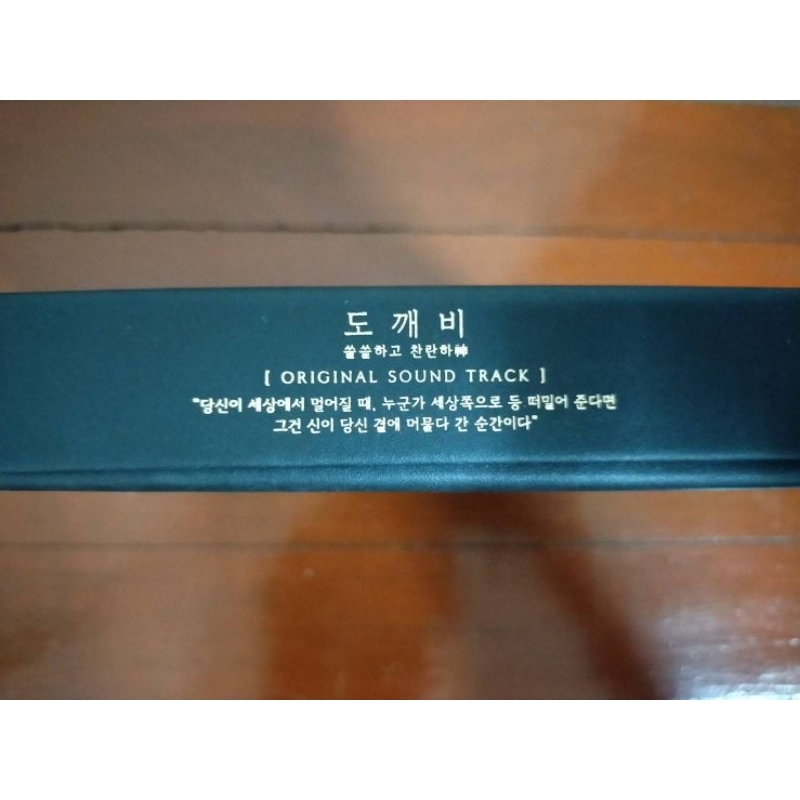 도깨비
쓸쓸하고 찬란하神
[ ORIGINAL SOUND TRACK ]
"당신이 세상에서 멀어질 때, 누군가 세상쪽으로 등 떠밀어 준다면
그건 신이 당신 곁에 머물다 간 순간이다"